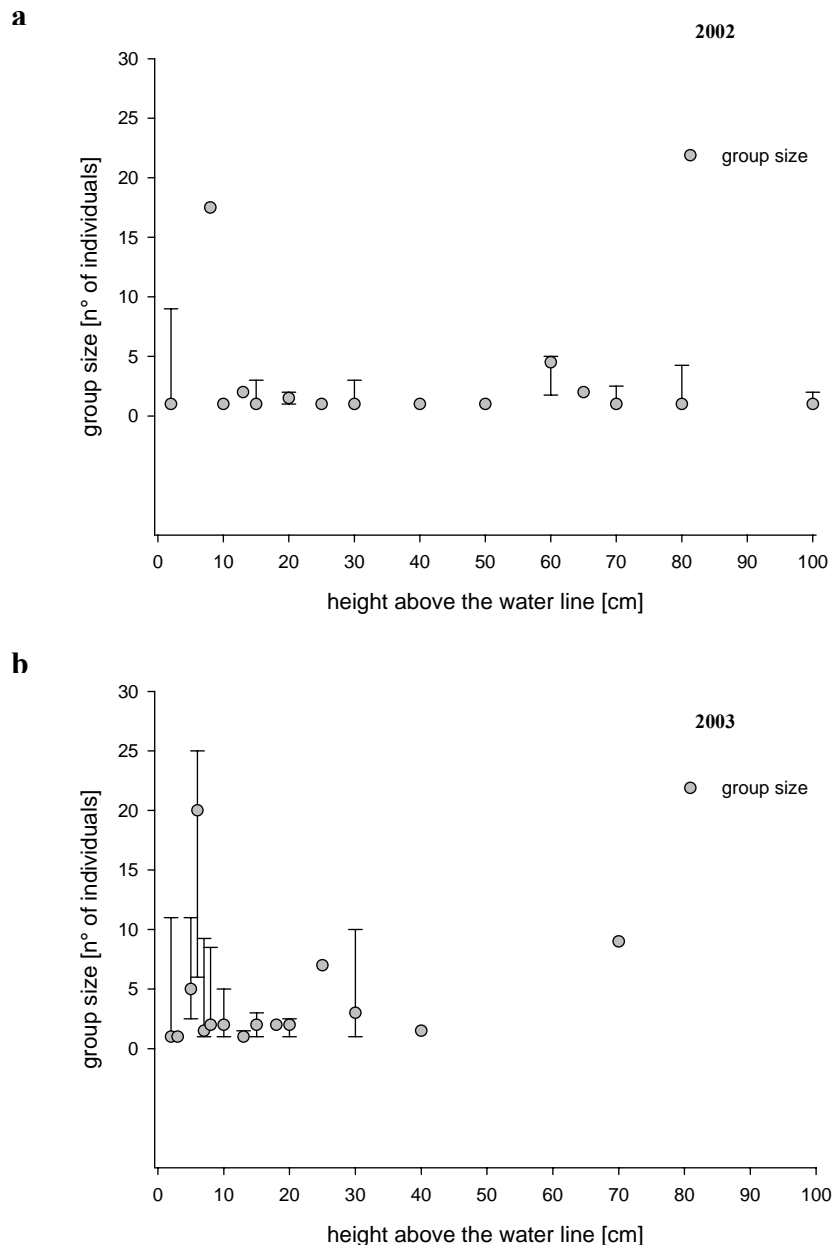 a
2002
30
25
20
15
10
5
0
group size [n° of individuals]
group size
0 10 20 30 40 50 60 70 80 90 100
height above the water line [cm]
b
2003
30
25
20
15
10
5
0
group size [n° of individuals]
group size
0 10 20 30 40 50 60 70 80 90 100
height above the water line [cm]